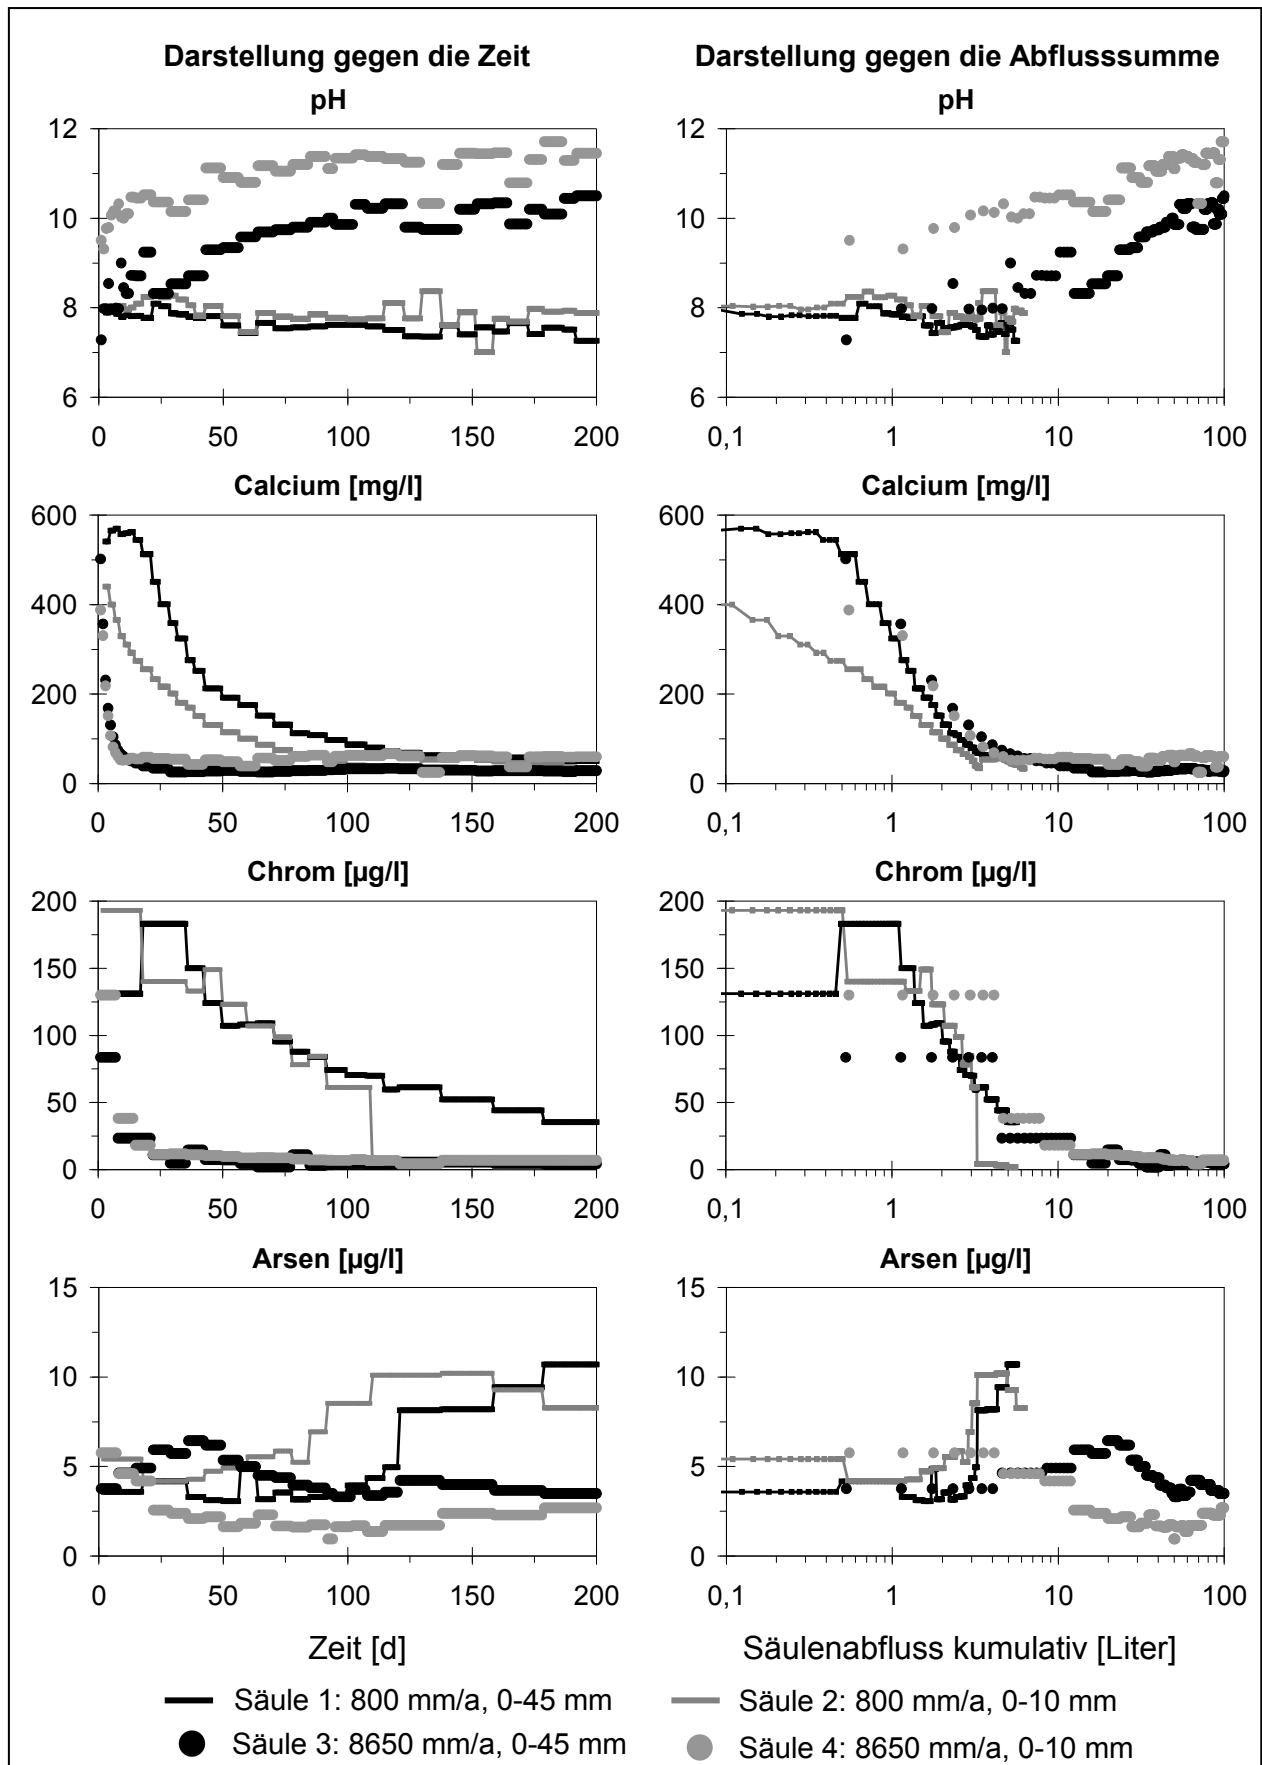 Darstellung gegen die Zeit
Darstellung gegen die Abflusssumme
pH
pH
12
10
8
6
0 50 100 150 200
12
10
8
6
0,1 1 10 100
Calcium [mg/l]
Calcium [mg/l]
600
400
200
0
0 50 100 150 200
600
400
200
0
0,1 1 10 100
Chrom [µg/l]
Chrom [µg/l]
200
150
100
50
0
0 50 100 150 200
200
150
100
50
0
0,1 1 10 100
Arsen [µg/l]
Arsen [µg/l]
15
10
5
0
0 50 100 150 200
15
10
5
0
0,1 1 10 100
Zeit [d]
Säulenabfluss kumulativ [Liter]
Säule 1: 800 mm/a, 0-45 mm
Säule 2: 800 mm/a, 0-10 mm
Säule 3: 8650 mm/a, 0-45 mm
Säule 4: 8650 mm/a, 0-10 mm